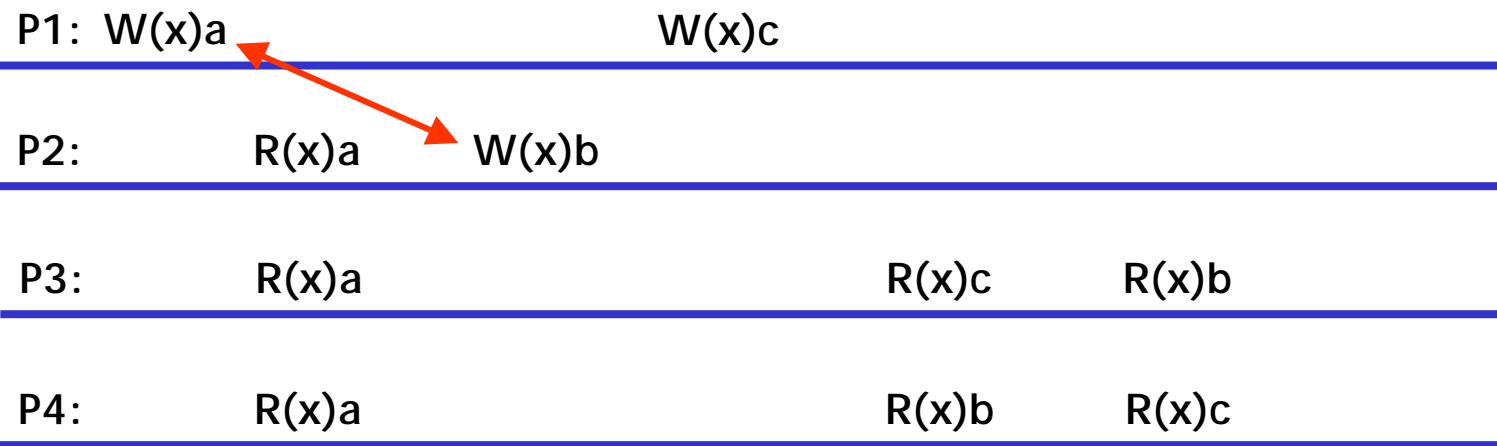 P1: W(x)a W(x)c
P2: R(x)a W(x)b
P3: R(x)a R(x)c R(x)b
P4: R(x)a R(x)b R(x)c